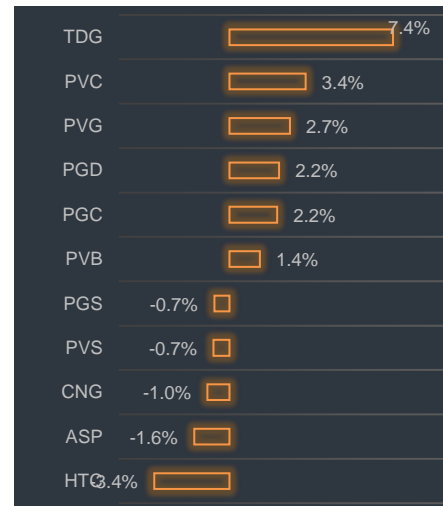 TDG 7.4%
PVC 3.4%
PVG 2.7%
PGD 2.2%
PGC 2.2%
PVB 1.4%
PGS -0.7%
PVS -0.7%
CNG -1.0%
ASP -1.6%
HTC -3.4%